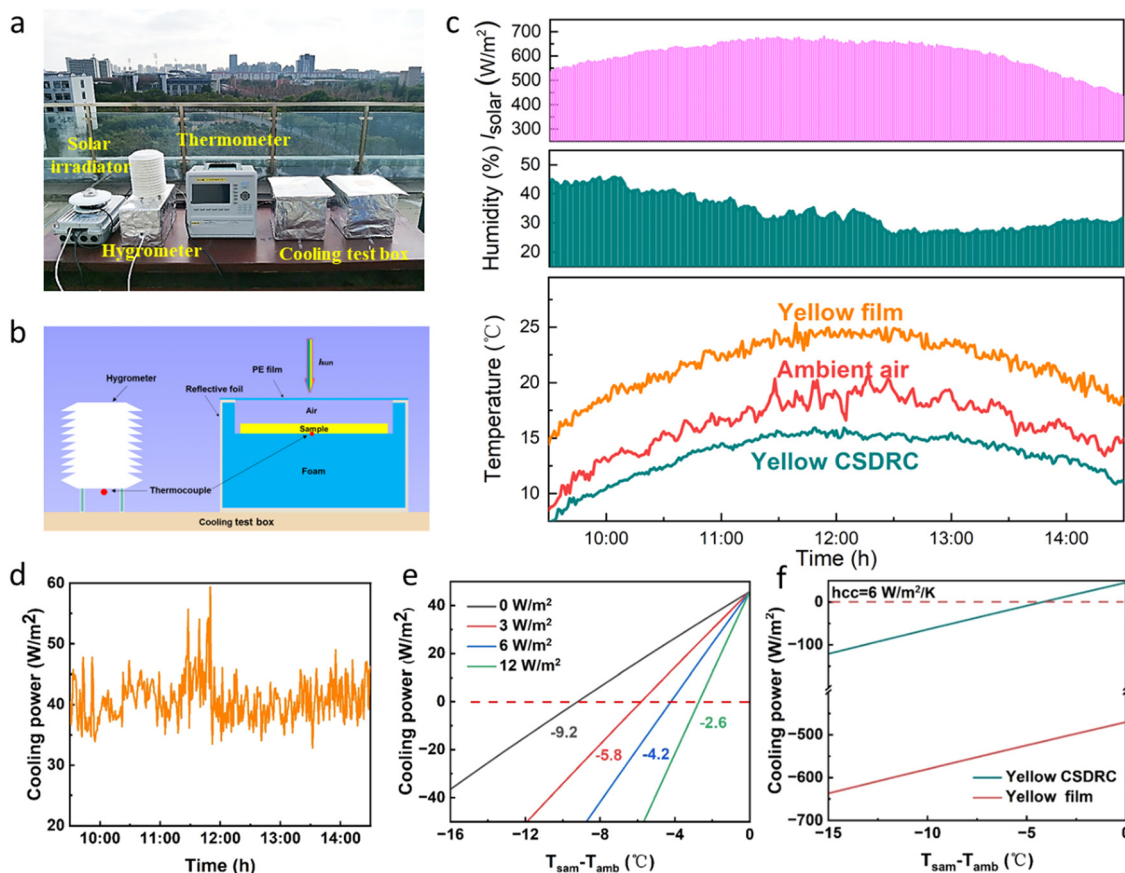 a
Solar
irradiator
Thermometer
Hygrometer
Cooling test box
b
Hygrometer
Reflective foil
PE film
Isun
Air
Sample
Foam
Thermocouple
Cooling test box
c
Isolar (W/m²)
700
600
500
400
300
Humidity (%)
50
40
30
20
Temperature (℃)
25
20
15
10
Yellow film
Ambient air
Yellow CSDRC
10:00 11:00 12:00 13:00 14:00
Time (h)
d
Cooling power (W/m²)
60
50
40
30
20
10:00 11:00 12:00 13:00 14:00
Time (h)
e
Cooling power (W/m²)
40
20
0
−20
−40
0 W/m²
3 W/m²
6 W/m²
12 W/m²
-9.2
-5.8
-4.2
-2.6
−16 −12 −8 −4 0
Tsam-Tamb (℃)
f
Cooling power (W/m²)
0
−100
−500
−600
−700
hcc=6 W/m²/K
Yellow CSDRC
Yellow film
−15 −10 −5 0
Tsam-Tamb (℃)